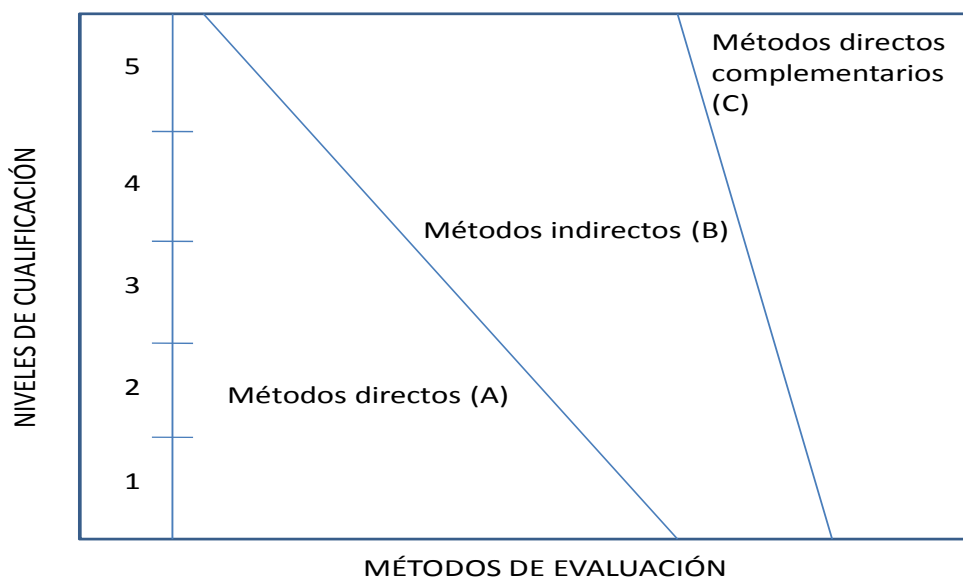 Métodos directos
complementarios
(C)
5
4
3
2
1
NIVELES DE CUALIFICACIÓN
Métodos indirectos (B)
Métodos directos (A)
MÉTODOS DE EVALUACIÓN